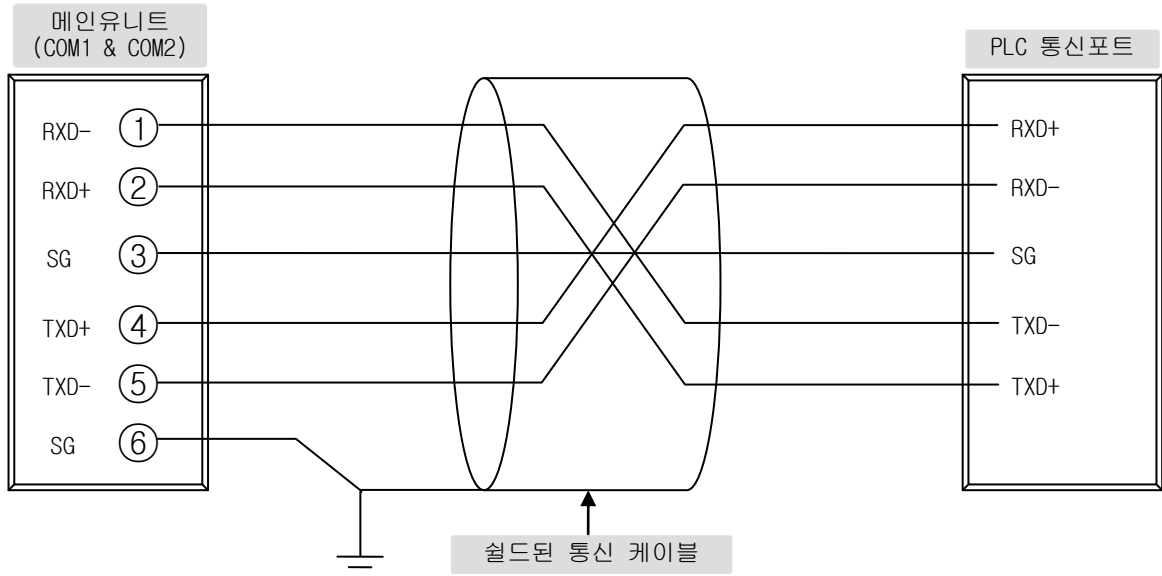 메인유니트
(COM1 & COM2)
PLC 통신포트
RXD- ①
RXD+ ②
SG ③
TXD+ ④
TXD- ⑤
SG ⑥
RXD+
RXD-
SG
TXD-
TXD+
쉴드된 통신 케이블